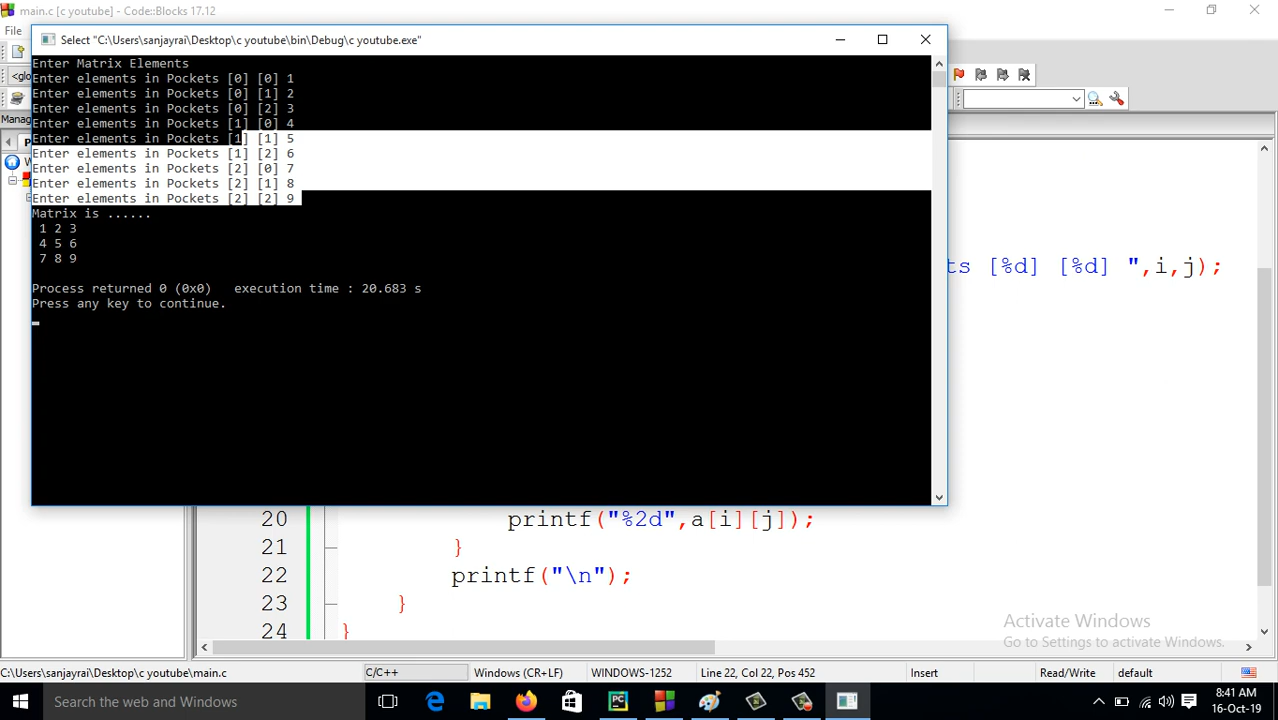 main.c [c youtube] - Code::Blocks 17.12
File
Select "C:\Users\sanjayrai\Desktop\c youtube\bin\Debug\c youtube.exe"
Enter Matrix Elements
Enter elements in Pockets [0] [0] 1
Enter elements in Pockets [0] [1] 2
Enter elements in Pockets [0] [2] 3
Enter elements in Pockets [1] [0] 4
Enter elements in Pockets [1] [1] 5
Enter elements in Pockets [1] [2] 6
Enter elements in Pockets [2] [0] 7
Enter elements in Pockets [2] [1] 8
Enter elements in Pockets [2] [2] 9
Matrix is ......
1 2 3
4 5 6
7 8 9
Process returned 0 (0x0)   execution time : 20.683 s
Press any key to continue.
<glo
Manag
P
W
ts [%d] [%d] ",i,j);
20 printf("%2d",a[i][j]);
21 }
22 printf("\n");
23 }
24 }
Activate Windows
Go to Settings to activate Windows.
C:\Users\sanjayrai\Desktop\c youtube\main.c C/C++ Windows (CR+LF) WINDOWS-1252 Line 22, Col 22, Pos 452 Insert Read/Write default
Search the web and Windows
8:41 AM
16-Oct-19